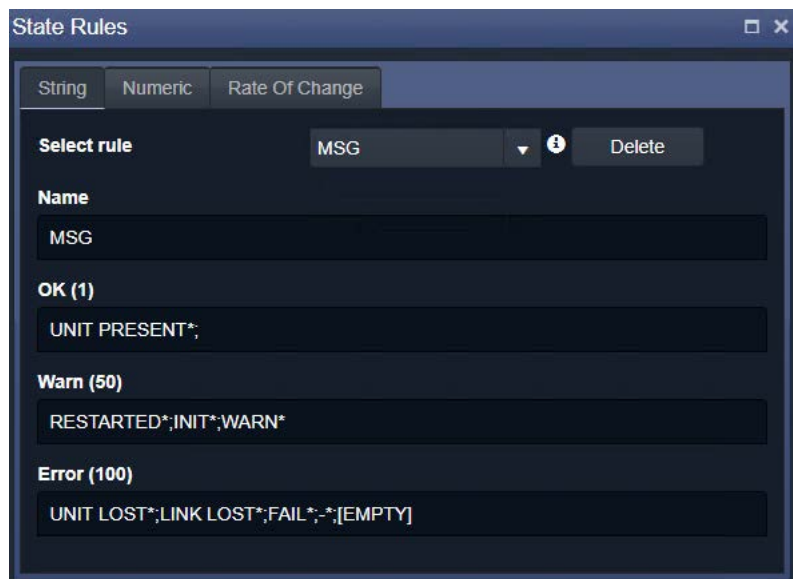 State Rules
String Numeric Rate Of Change
Select rule MSG Delete
Name
MSG
OK (1)
UNIT PRESENT*;
Warn (50)
RESTARTED*;INIT*;WARN*
Error (100)
UNIT LOST*;LINK LOST*;FAIL*;-*;[EMPTY]